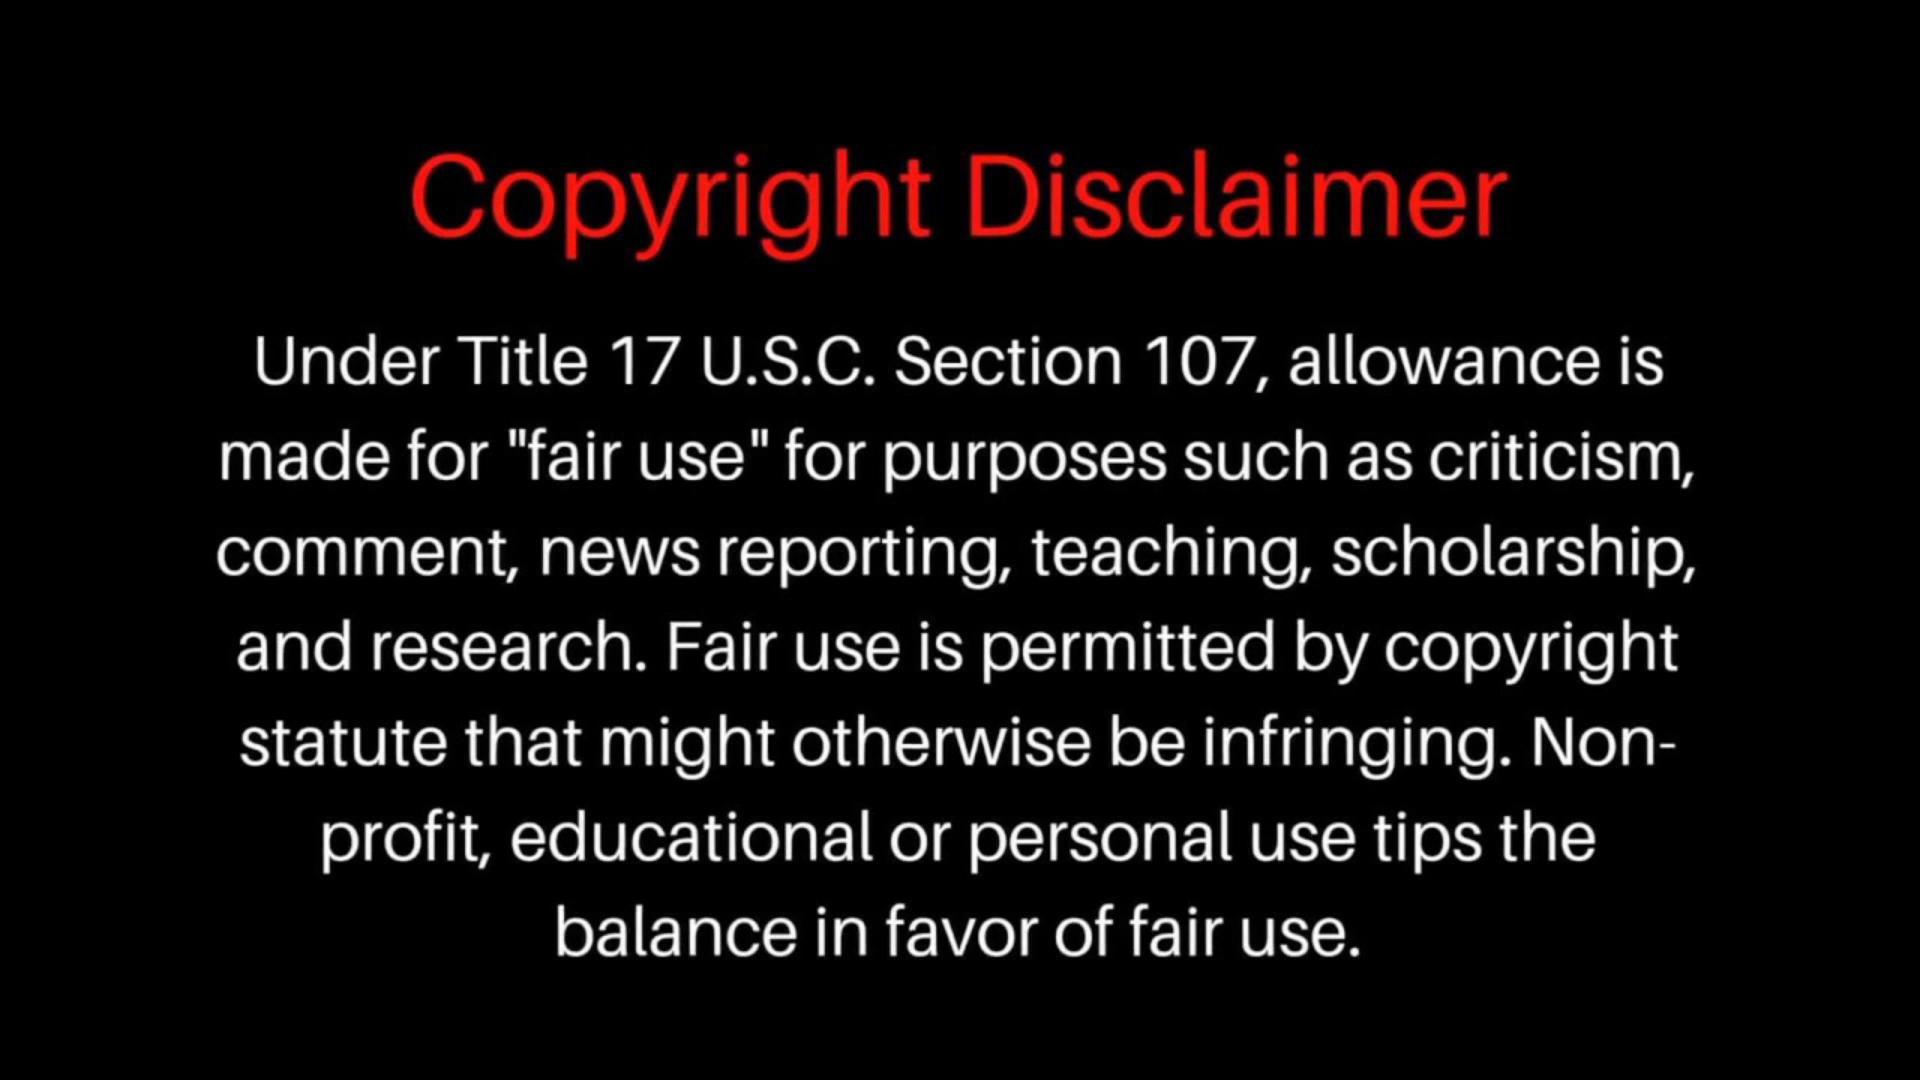 Copyright Disclaimer
Under Title 17 U.S.C. Section 107, allowance is
made for "fair use" for purposes such as criticism,
comment, news reporting, teaching, scholarship,
and research. Fair use is permitted by copyright
statute that might otherwise be infringing. Non-
profit, educational or personal use tips the
balance in favor of fair use.